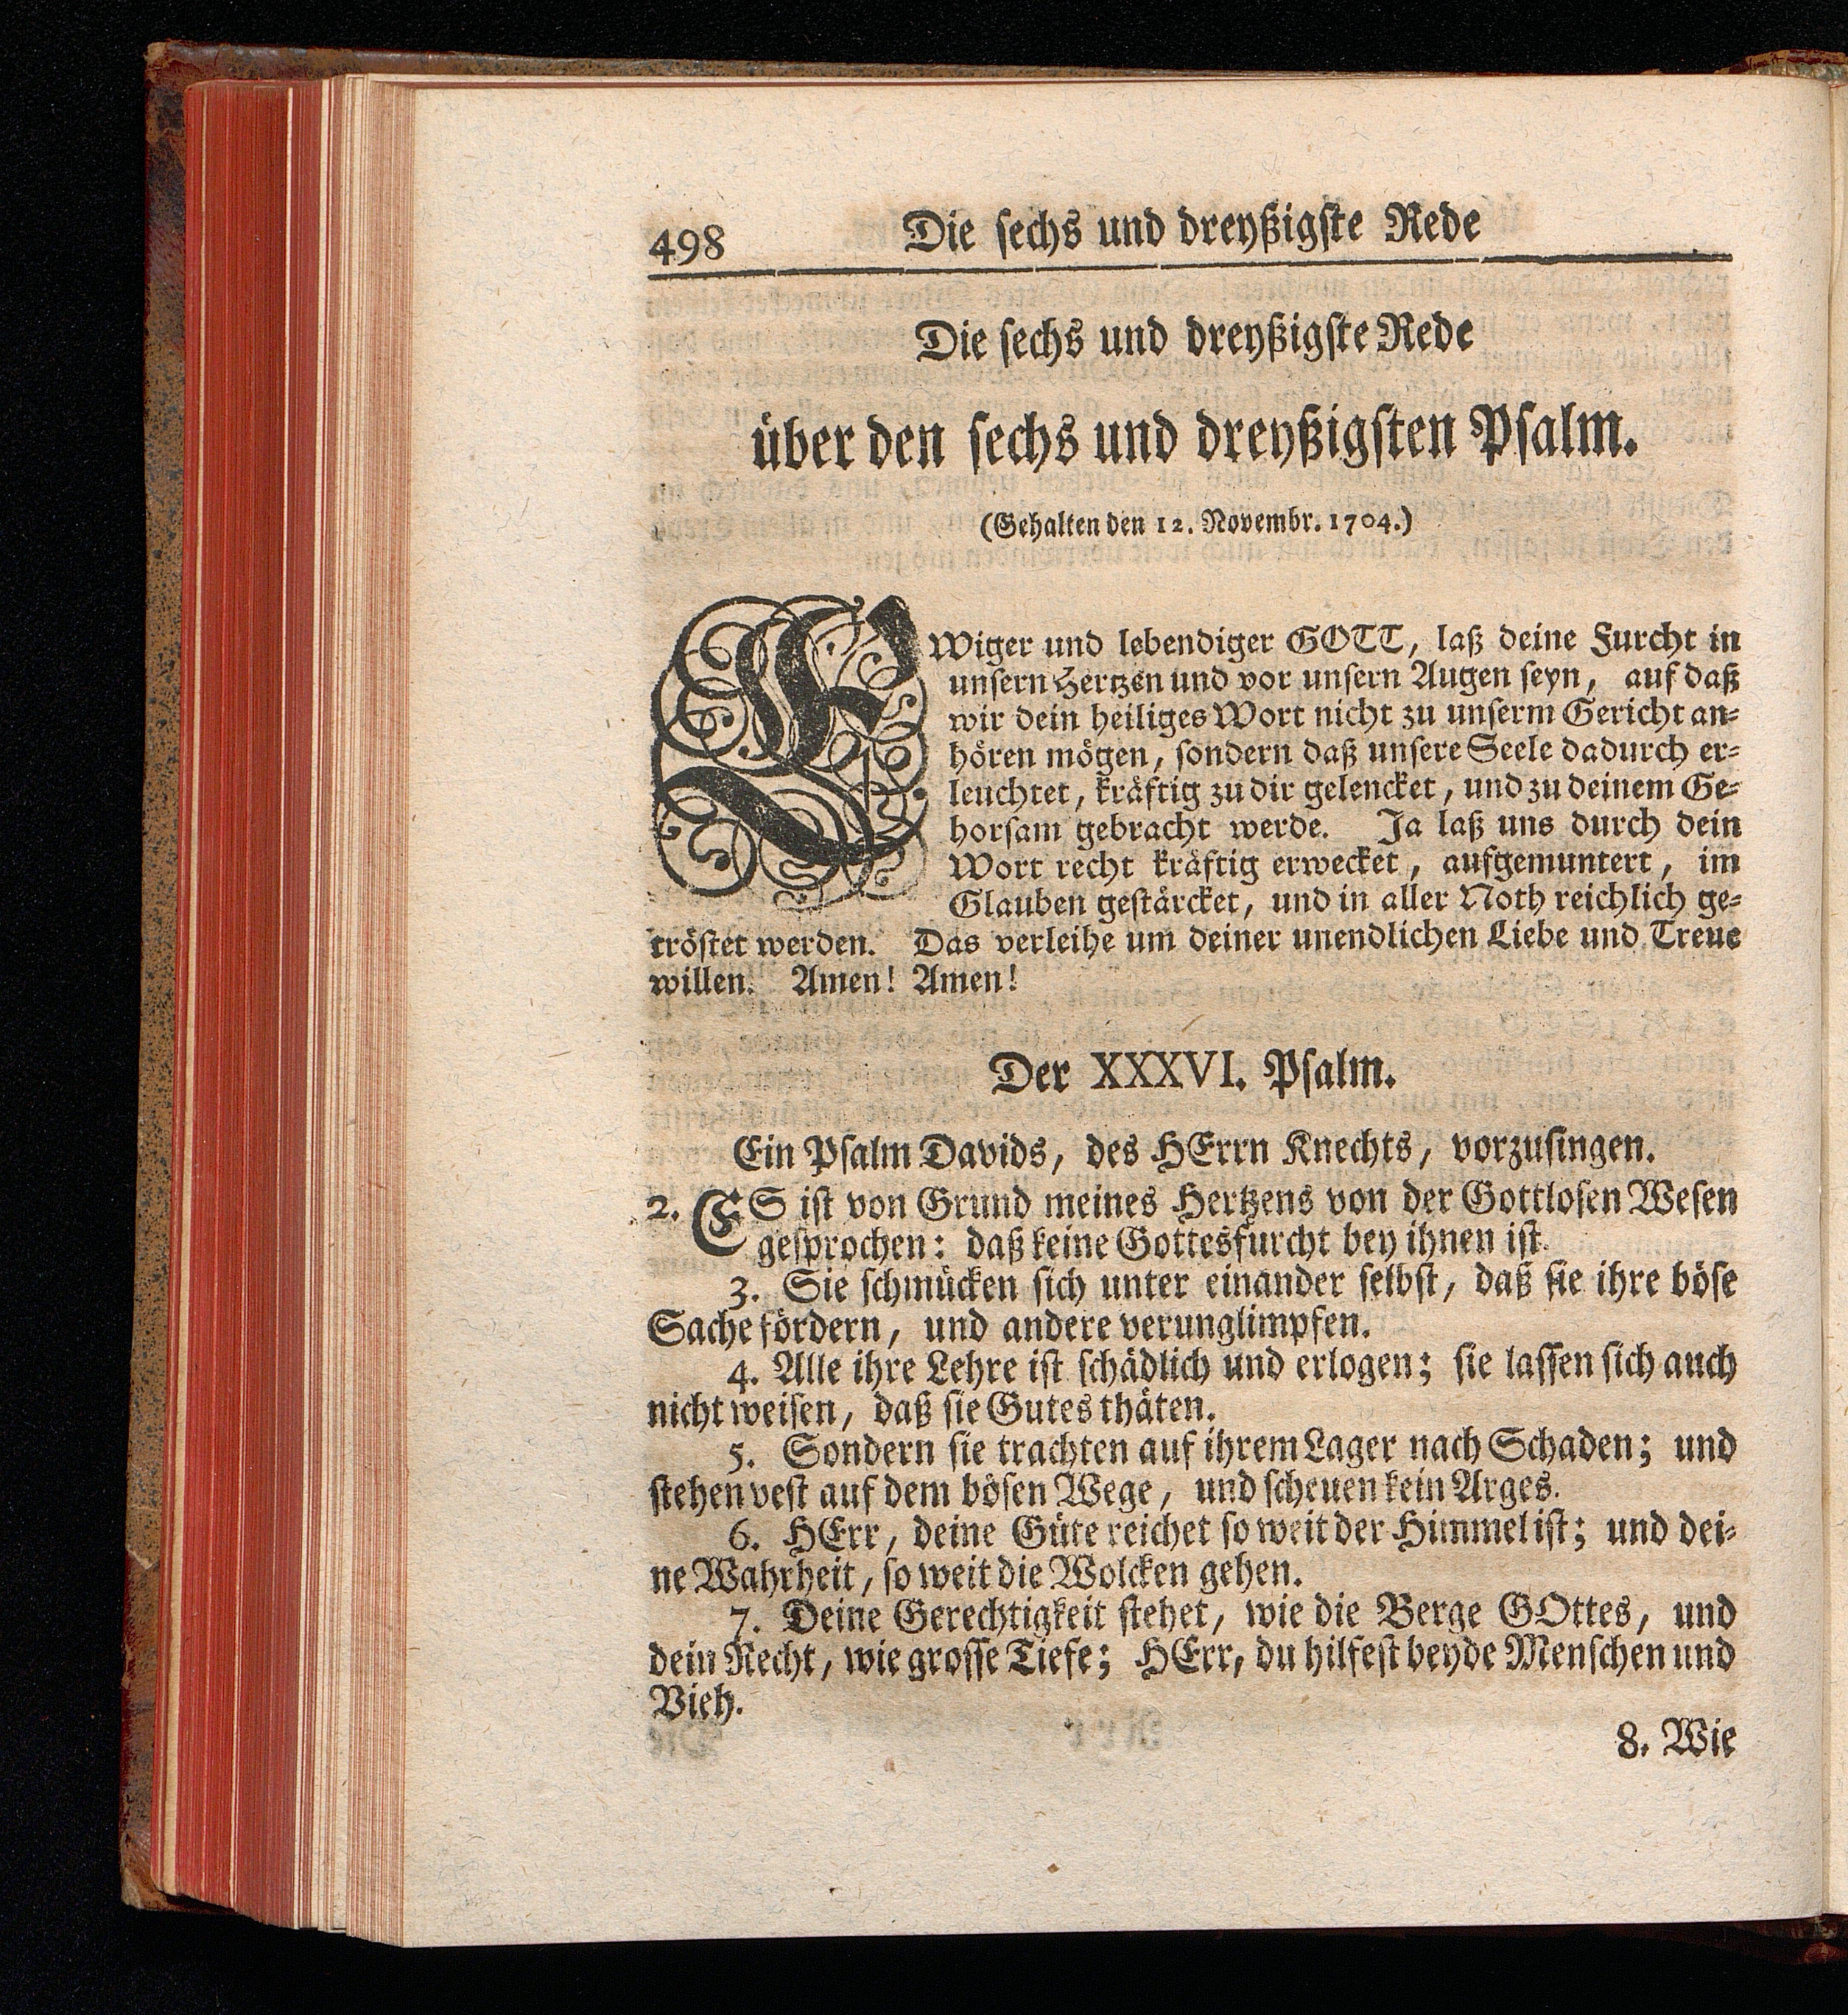 498 Die sechs und dreyßigste Rede
Die sechs und dreyßigste Rede
über den sechs und dreyßigsten Psalm.
(Gehalten den 12. Novembr. 1704.)
EWiger und lebendiger GOTT, laß deine Furcht in
unsern Hertzen und vor unsern Augen seyn, auf daß
wir dein heiliges Wort nicht zu unserm Gericht an-
hören mögen, sondern daß unsere Seele dadurch er-
leuchtet, kräftig zu dir gelencket, und zu deinem Ge-
horsam gebracht werde. Ja laß uns durch dein
Wort recht kräftig erwecket, aufgemuntert, im
Glauben gestärcket, und in aller Noth reichlich ge-
tröstet werden. Das verleihe um deiner unendlichen Liebe und Treue
willen. Amen! Amen!
Der XXXVI. Psalm.
Ein Psalm Davids, des HErrn Knechts, vorzusingen.
2. ES ist von Grund meines Hertzens von der Gottlosen Wesen
gesprochen: daß keine Gottesfurcht bey ihnen ist.
3. Sie schmücken sich unter einander selbst, daß sie ihre böse
Sache fördern, und andere verunglimpfen.
4. Alle ihre Lehre ist schädlich und erlogen; sie lassen sich auch
nicht weisen, daß sie Gutes thäten.
5. Sondern sie trachten auf ihrem Lager nach Schaden; und
stehen vest auf dem bösen Wege, und scheuen kein Arges.
6. HErr, deine Güte reichet so weit der Himmel ist; und dei-
ne Wahrheit, so weit die Wolcken gehen.
7. Deine Gerechtigkeit stehet, wie die Berge GOttes, und
dein Recht, wie grosse Tiefe; HErr, du hilfest beyde Menschen und
Vieh.
8. Wie